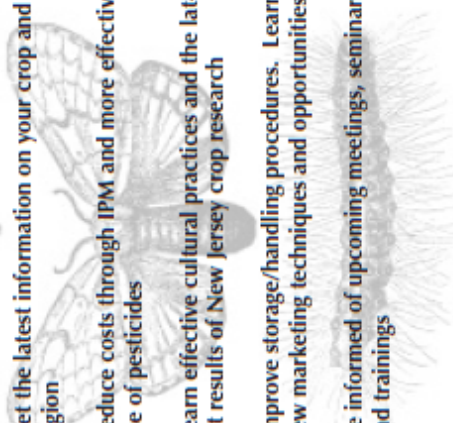 et the latest information on your crop and
gion
educe costs through IPM and more effectiv
e of pesticides
earn effective cultural practices and the lat
t results of New Jersey crop research
mprove storage/handling procedures. Learn
ew marketing techniques and opportunities
e informed of upcoming meetings, seminar
nd trainings